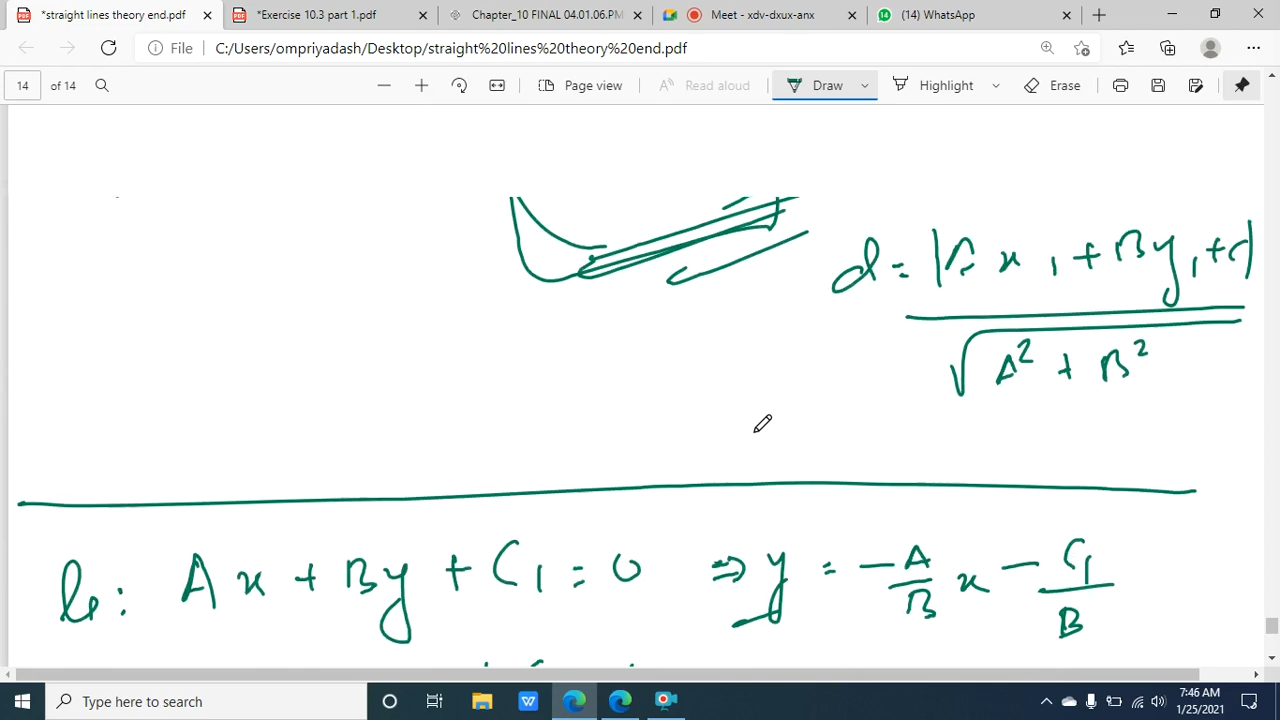 *straight lines theory end.pdf
*Exercise 10.3 part 1.pdf
Chapter_10 FINAL 04.01.06.PM
Meet - xdv-dxux-anx
(14) WhatsApp
File C:/Users/ompriyadash/Desktop/straight%20lines%20theory%20end.pdf
14 of 14 Page view Read aloud Draw Highlight Erase
d = |Ax₁ + By₁ + C|
√A² + B²
l₁ : Ax + By + C₁ = 0 ⇒ y = -A/B x - C₁/B
Type here to search
7:46 AM
1/25/2021